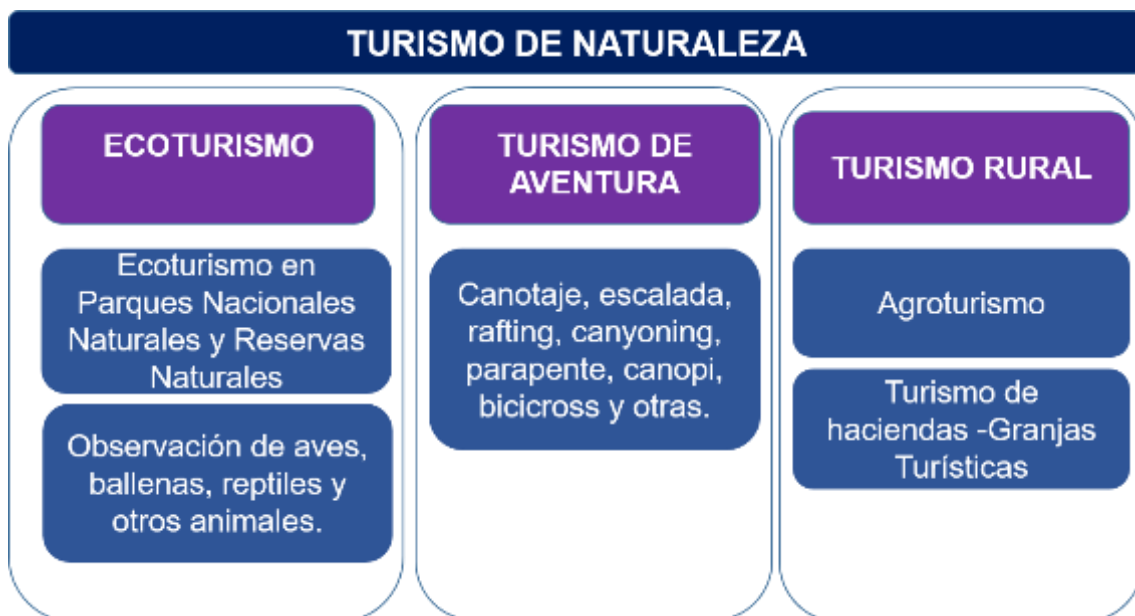 TURISMO DE NATURALEZA
ECOTURISMO
Ecoturismo en
Parques Nacionales
Naturales y Reservas
Naturales
Observación de aves,
ballenas, reptiles y
otros animales.
TURISMO DE
AVENTURA
Canotaje, escalada,
rafting, canyoning,
parapente, canopi,
bicicross y otras.
TURISMO RURAL
Agroturismo
Turismo de
haciendas -Granjas
Turísticas